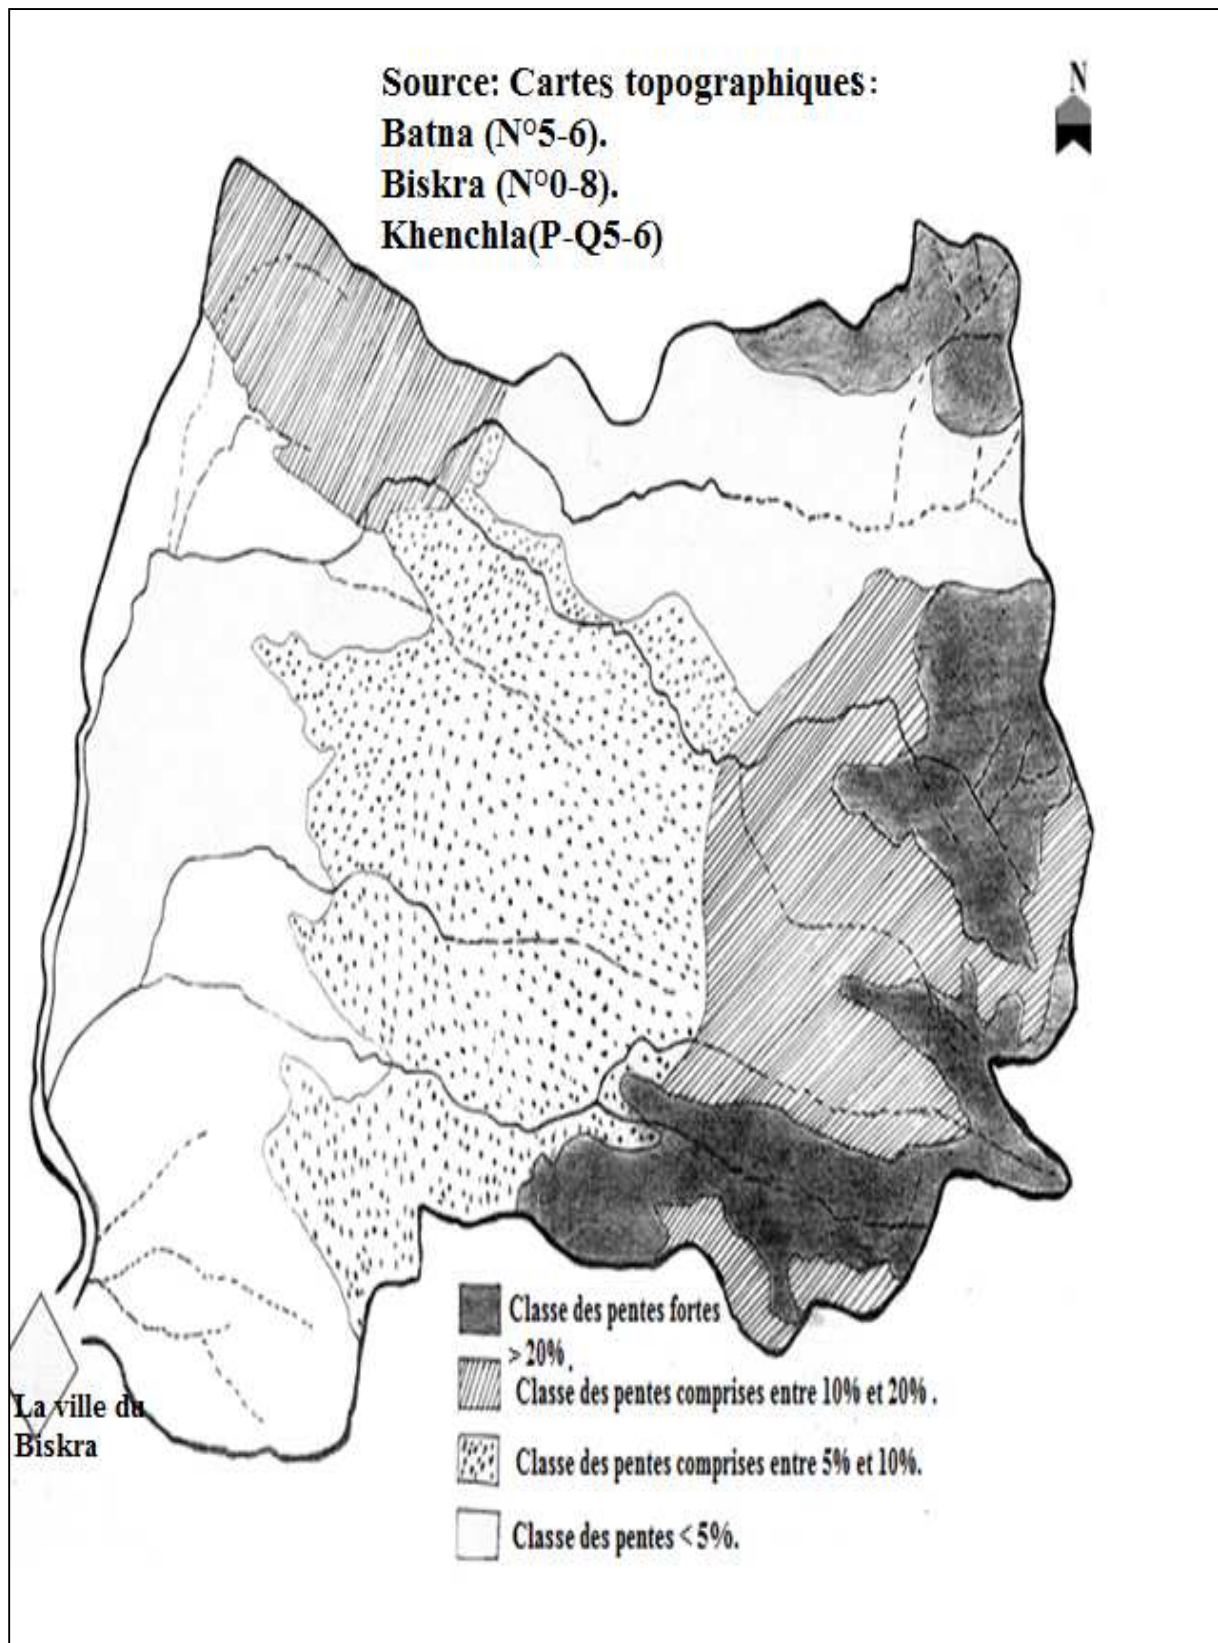 Source: Cartes topographiques:
Batna (N°5-6).
Biskra (N°0-8).
Khenchla(P-Q5-6)
N
Classe des pentes fortes
> 20% .
Classe des pentes comprises entre 10% et 20% .
Classe des pentes comprises entre 5% et 10%.
Classe des pentes < 5%.
La ville du
Biskra